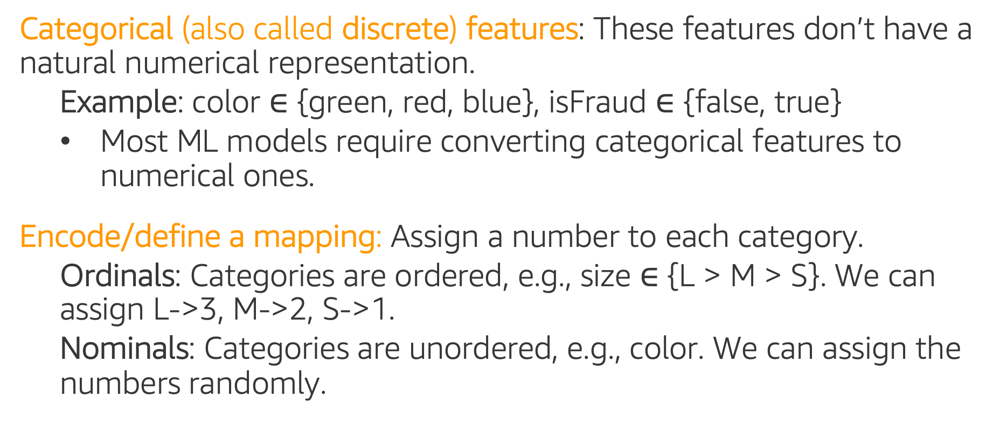 Categorical (also called discrete) features: These features don’t have a
natural numerical representation.
Example: color ∈ {green, red, blue}, isFraud ∈ {false, true}
• Most ML models require converting categorical features to
numerical ones.
Encode/define a mapping: Assign a number to each category.
Ordinals: Categories are ordered, e.g., size ∈ {L > M > S}. We can
assign L->3, M->2, S->1.
Nominals: Categories are unordered, e.g., color. We can assign the
numbers randomly.